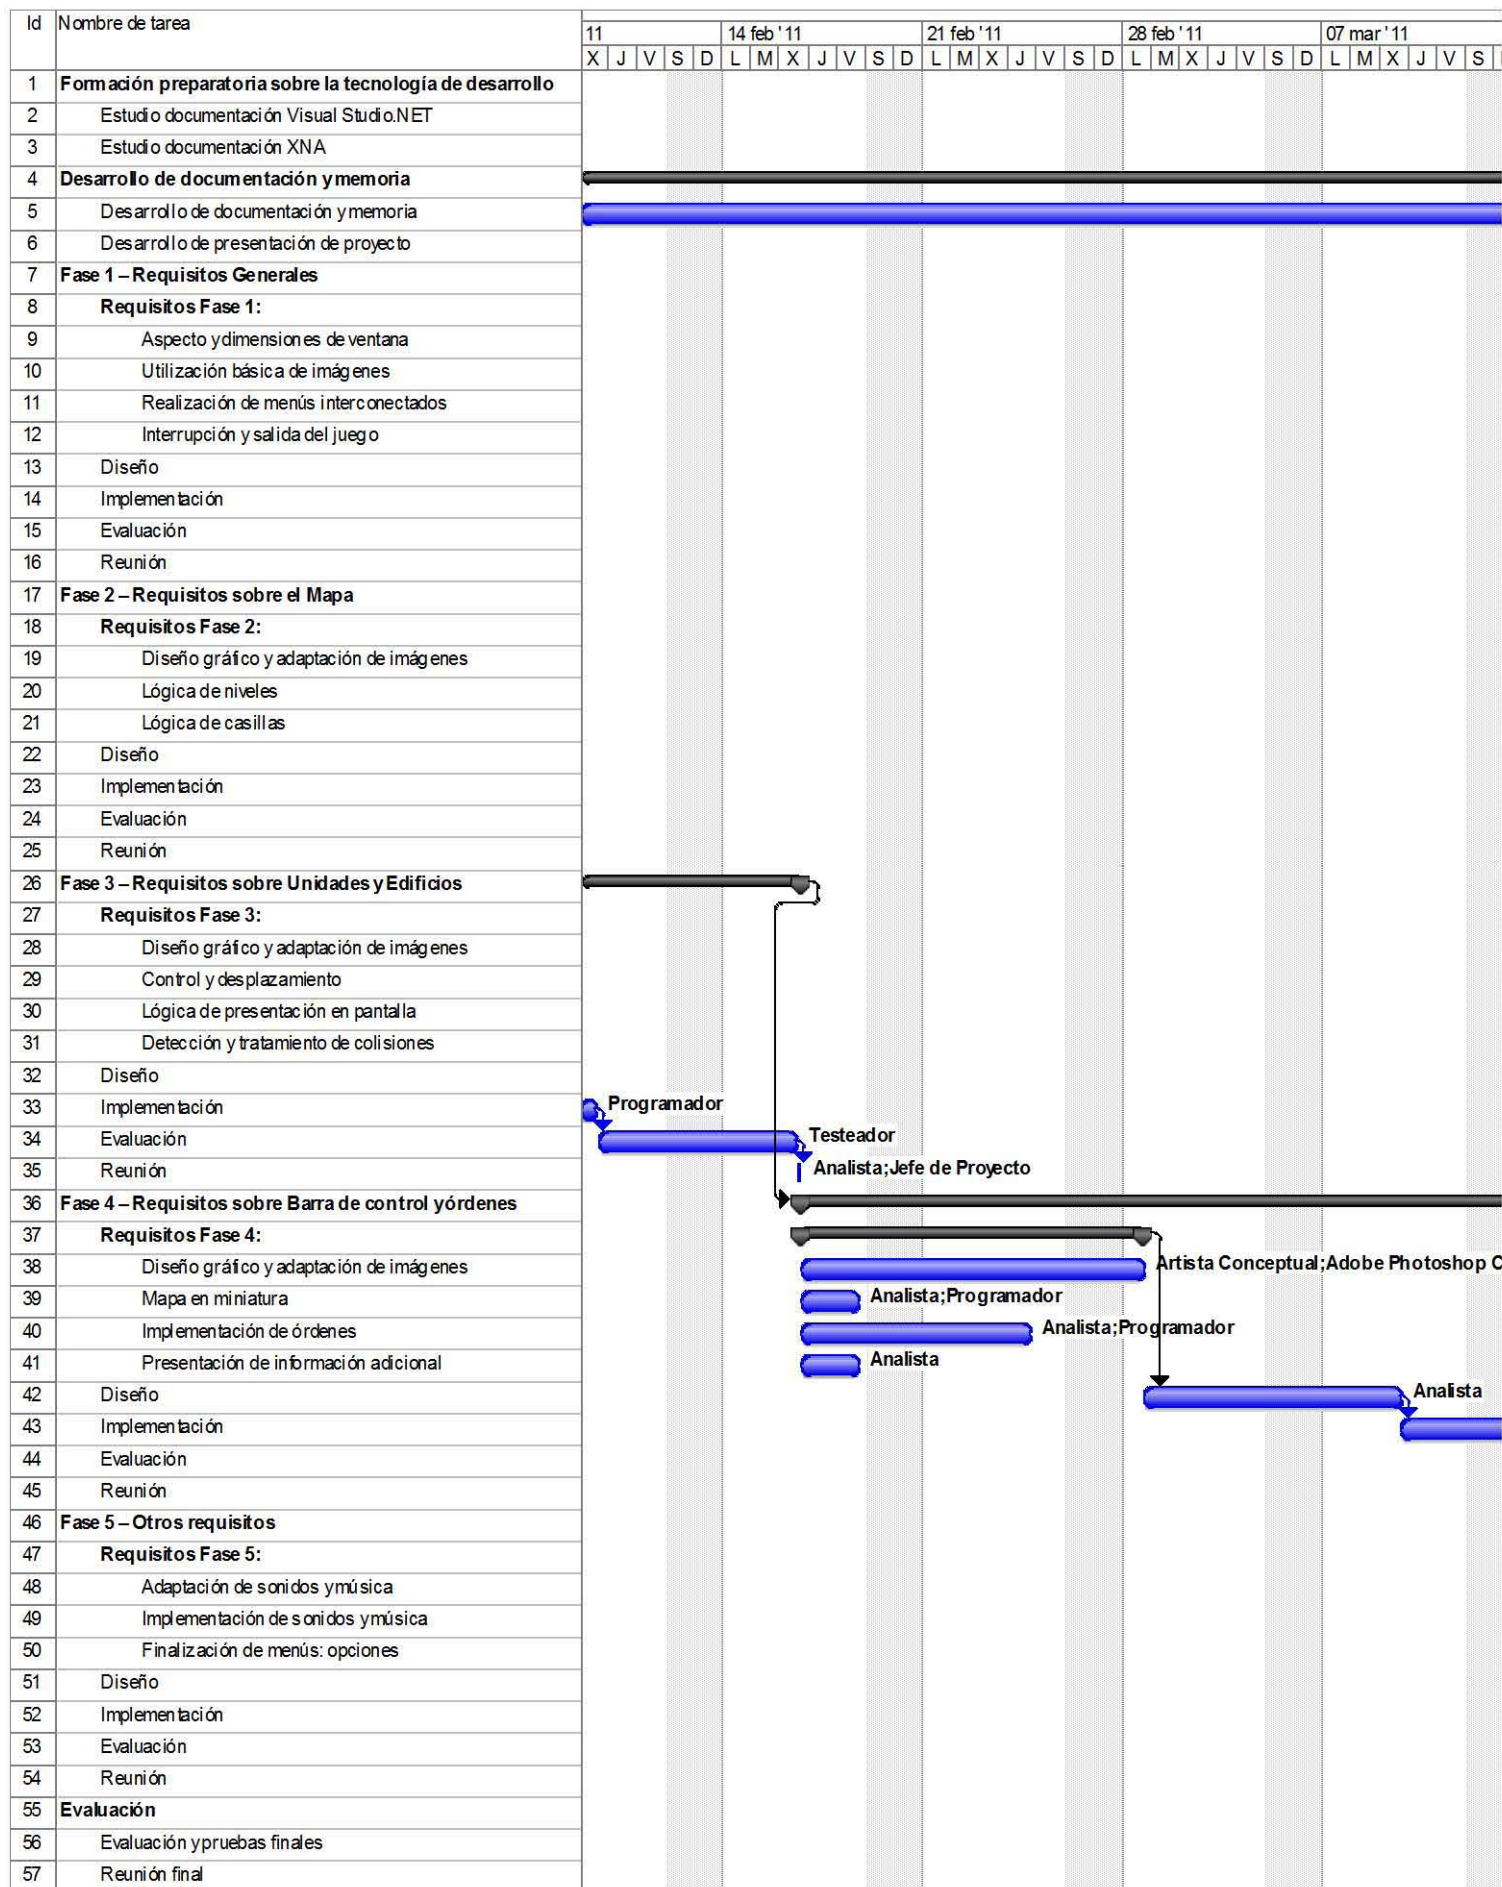 Id Nombre de tarea
11 14 feb '11 21 feb '11 28 feb '11 07 mar '11
X J V S D L M X J V S D L M X J V S D L M X J V S D L M X J V S
1 Formación preparatoria sobre la tecnología de desarrollo
2 Estudio documentación Visual Studio.NET
3 Estudio documentación XNA
4 Desarrollo de documentación y memoria
5 Desarrollo de documentación y memoria
6 Desarrollo de presentación de proyecto
7 Fase 1 – Requisitos Generales
8 Requisitos Fase 1:
9 Aspecto y dimensiones de ventana
10 Utilización básica de imágenes
11 Realización de menús interconectados
12 Interrupción y salida del juego
13 Diseño
14 Implementación
15 Evaluación
16 Reunión
17 Fase 2 – Requisitos sobre el Mapa
18 Requisitos Fase 2:
19 Diseño gráfico y adaptación de imágenes
20 Lógica de niveles
21 Lógica de casillas
22 Diseño
23 Implementación
24 Evaluación
25 Reunión
26 Fase 3 – Requisitos sobre Unidades y Edificios
27 Requisitos Fase 3:
28 Diseño gráfico y adaptación de imágenes
29 Control y desplazamiento
30 Lógica de presentación en pantalla
31 Detección y tratamiento de colisiones
32 Diseño
33 Implementación Programador
34 Evaluación Testeador
35 Reunión Analista;Jefe de Proyecto
36 Fase 4 – Requisitos sobre Barra de control y órdenes
37 Requisitos Fase 4:
38 Diseño gráfico y adaptación de imágenes Artista Conceptual;Adobe Photoshop C
39 Mapa en miniatura Analista;Programador
40 Implementación de órdenes Analista;Programador
41 Presentación de información adicional Analista
42 Diseño Analista
43 Implementación
44 Evaluación
45 Reunión
46 Fase 5 – Otros requisitos
47 Requisitos Fase 5:
48 Adaptación de sonidos y música
49 Implementación de sonidos y música
50 Finalización de menús: opciones
51 Diseño
52 Implementación
53 Evaluación
54 Reunión
55 Evaluación
56 Evaluación y pruebas finales
57 Reunión final